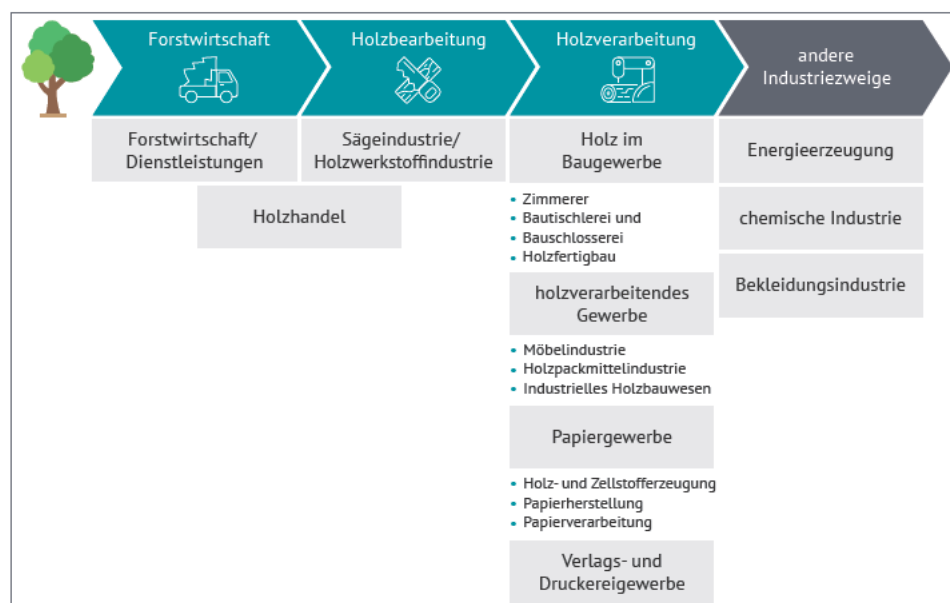 Forstwirtschaft
Holzbearbeitung
Holzverarbeitung
andere
Industriezweige
Forstwirtschaft/
Dienstleistungen
Sägeindustrie/
Holzwerkstoffindustrie
Holzhandel
Holz im
Baugewerbe
• Zimmerer
• Bautischlerei und
• Bauschlosserei
• Holzfertigbau
holzverarbeitendes
Gewerbe
• Möbelindustrie
• Holzpackmittelindustrie
• Industrielles Holzbauwesen
Papiergewerbe
• Holz- und Zellstofferzeugung
• Papierherstellung
• Papierverarbeitung
Verlags- und
Druckereigewerbe
Energieerzeugung
chemische Industrie
Bekleidungsindustrie